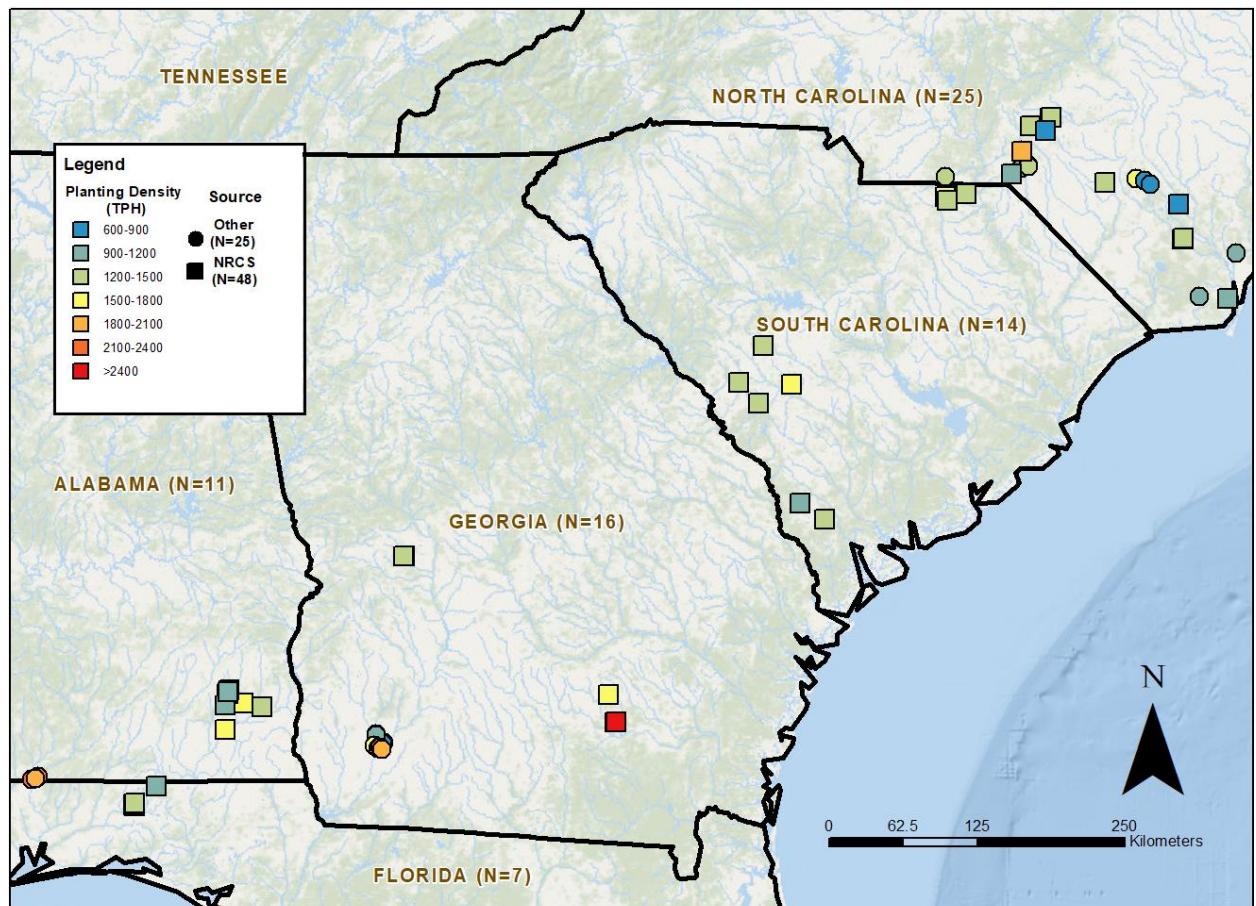 TENNESSEE
NORTH CAROLINA (N=25)
Legend
Planting Density
(TPH)
600-900
900-1200
1200-1500
1500-1800
1800-2100
2100-2400
>2400
Source
Other
(N=25)
NRCS
(N=48)
SOUTH CAROLINA (N=14)
ALABAMA (N=11)
GEORGIA (N=16)
N
0 62.5 125 250
Kilometers
FLORIDA (N=7)